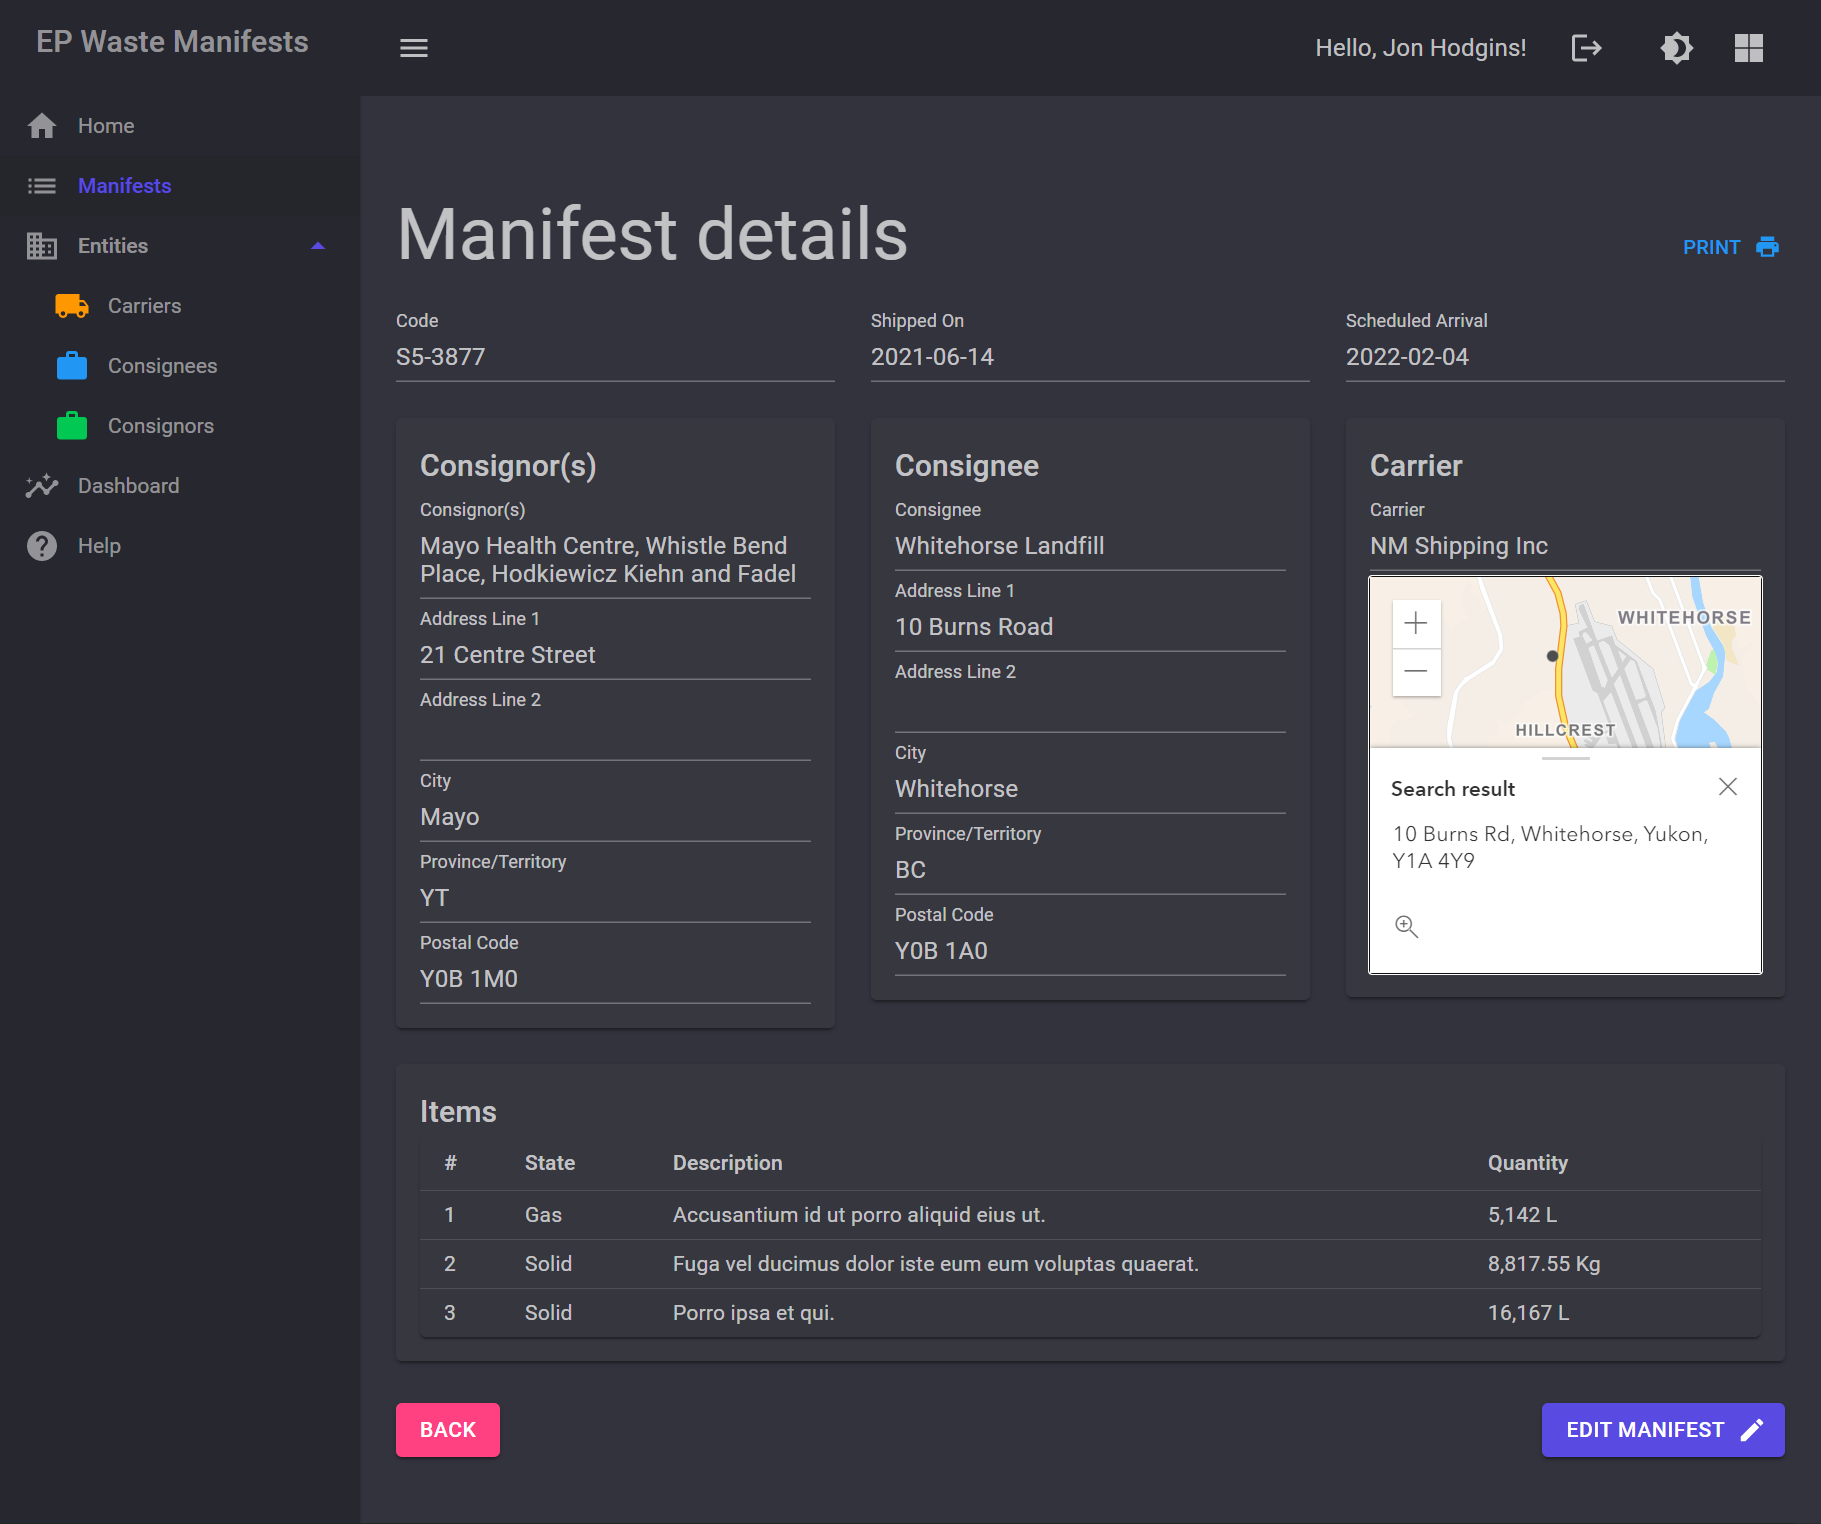 EP Waste Manifests
Hello, Jon Hodgins!
Home
Manifests
Entities
Carriers
Consignees
Consignors
Dashboard
Help
Manifest details
PRINT
Code
S5-3877
Shipped On
2021-06-14
Scheduled Arrival
2022-02-04
Consignor(s)
Consignor(s)
Mayo Health Centre, Whistle Bend
Place, Hodkiewicz Kiehn and Fadel
Address Line 1
21 Centre Street
Address Line 2
City
Mayo
Province/Territory
YT
Postal Code
Y0B 1M0
Consignee
Consignee
Whitehorse Landfill
Address Line 1
10 Burns Road
Address Line 2
City
Whitehorse
Province/Territory
BC
Postal Code
Y0B 1A0
Carrier
Carrier
NM Shipping Inc
WHITEHORSE
HILLCREST
Search result
10 Burns Rd, Whitehorse, Yukon,
Y1A 4Y9
Items
# State Description Quantity
1 Gas Accusantium id ut porro aliquid eius ut. 5,142 L
2 Solid Fuga vel ducimus dolor iste eum eum voluptas quaerat. 8,817.55 Kg
3 Solid Porro ipsa et qui. 16,167 L
BACK
EDIT MANIFEST